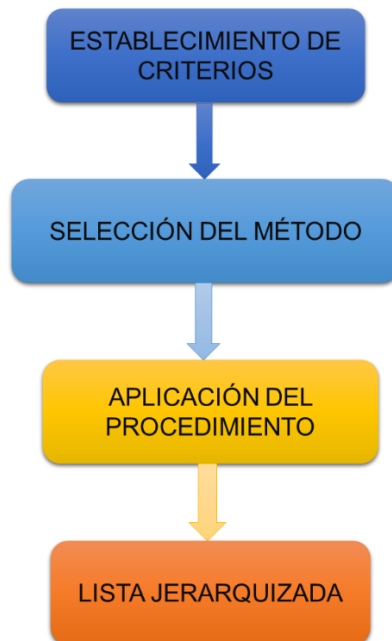 ESTABLECIMIENTO DE
CRITERIOS
SELECCIÓN DEL MÉTODO
APLICACIÓN DEL
PROCEDIMIENTO
LISTA JERARQUIZADA